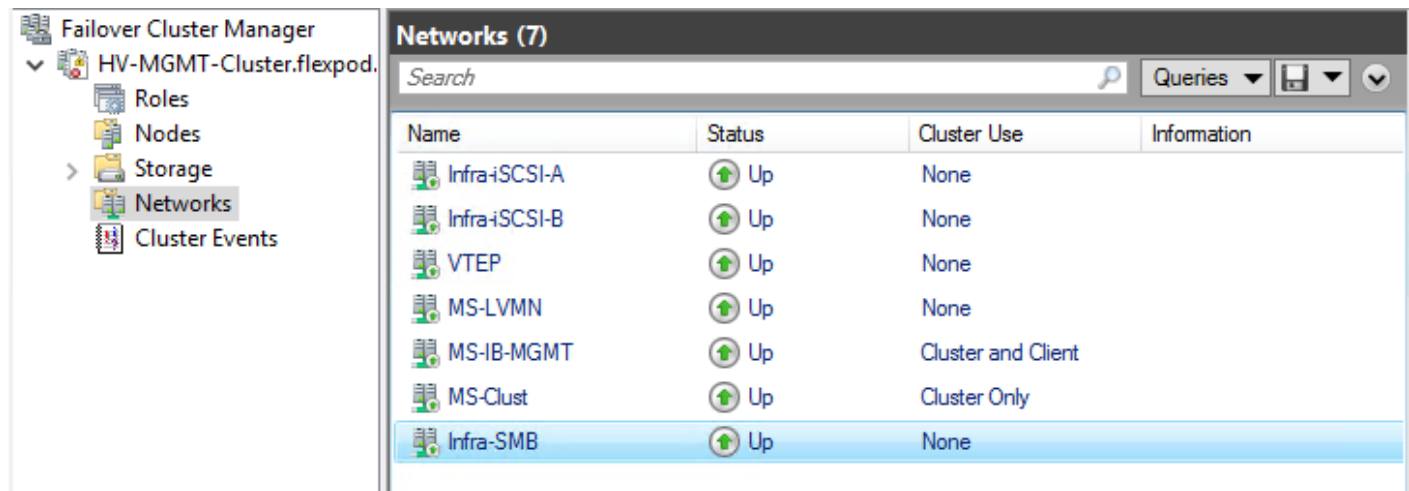 Failover Cluster Manager
HV-MGMT-Cluster.flexpod.
Roles
Nodes
Storage
Networks
Cluster Events
Networks (7)
Search
Queries
Name Status Cluster Use Information
Infra-iSCSI-A Up None
Infra-iSCSI-B Up None
VTEP Up None
MS-LVMN Up None
MS-IB-MGMT Up Cluster and Client
MS-Clust Up Cluster Only
Infra-SMB Up None